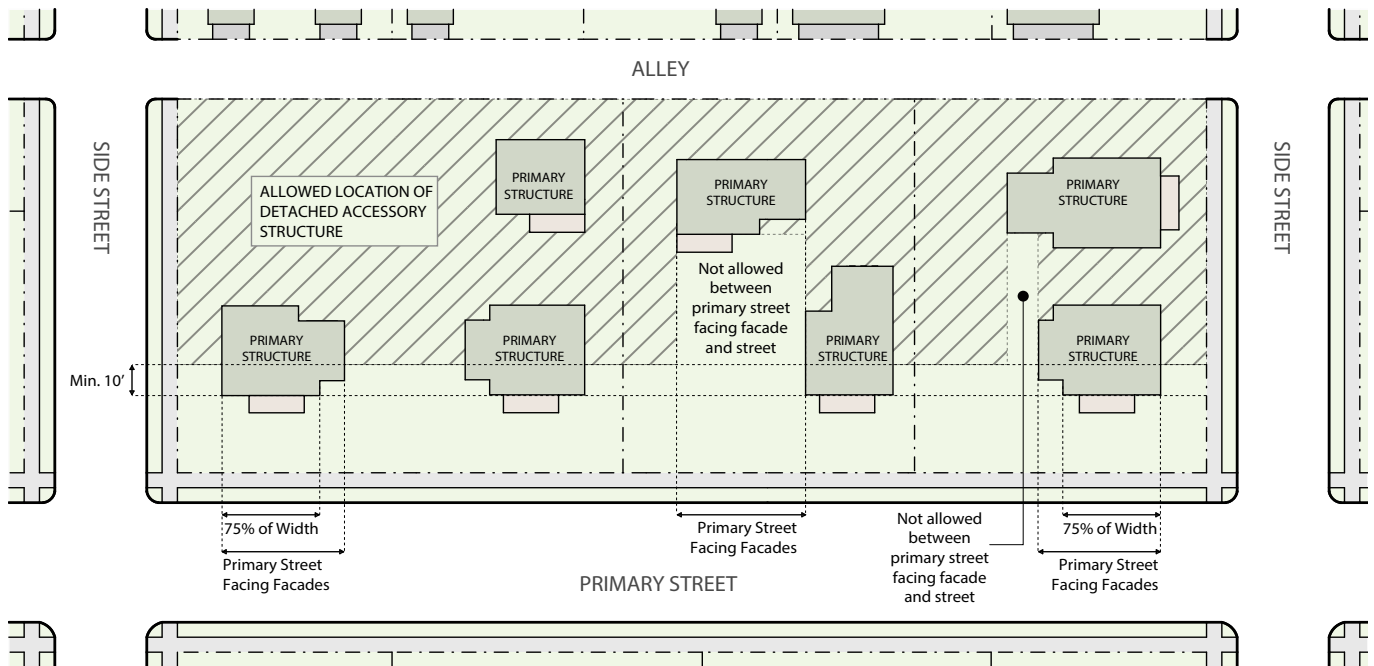 ALLEY
SIDE STREET
SIDE STREET
ALLOWED LOCATION OF
DETACHED ACCESSORY
STRUCTURE
PRIMARY
STRUCTURE
PRIMARY
STRUCTURE
PRIMARY
STRUCTURE
Not allowed
between
primary street
facing facade
and street
PRIMARY
STRUCTURE
PRIMARY
STRUCTURE
PRIMARY
STRUCTURE
PRIMARY
STRUCTURE
Min. 10’
75% of Width
Primary Street
Facing Facades
Primary Street
Facing Facades
Not allowed
between
primary street
facing facade
and street
75% of Width
Primary Street
Facing Facades
PRIMARY STREET